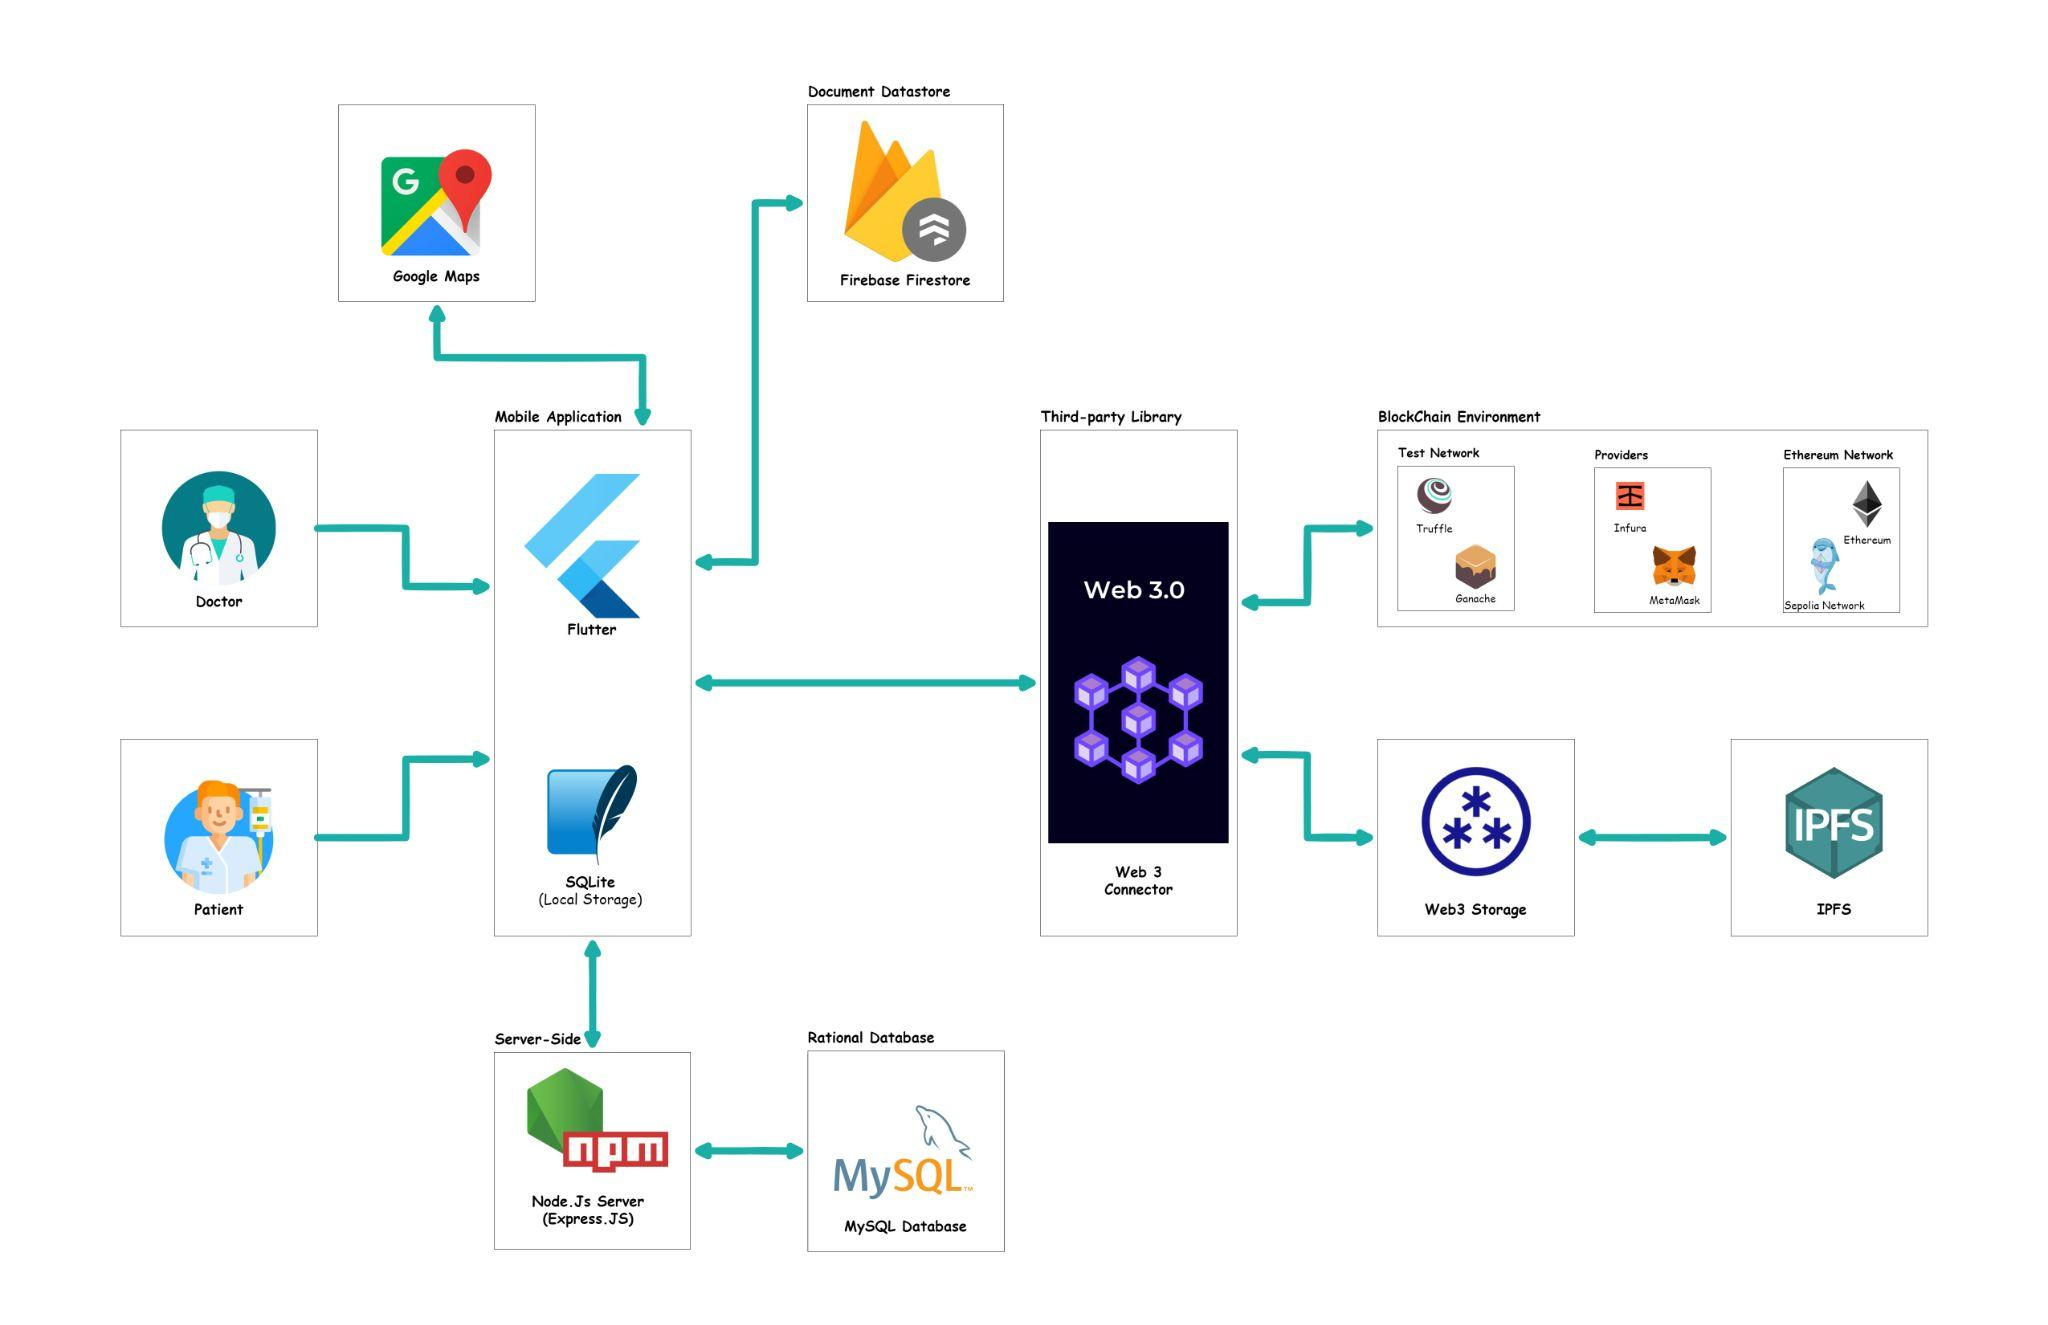 Document Datastore
G
Google Maps
Firebase Firestore
Mobile Application
Third-party Library
BlockChain Environment
Doctor
Flutter
Web 3.0
Test Network
Truffle
Ganache
Providers
Infura
MetaMask
Ethereum Network
Ethereum
Sepolia Network
Patient
SQLite
(Local Storage)
Web 3
Connector
Web3 Storage
IPFS
IPFS
Server-Side
npm
Node.Js Server
(Express.JS)
Rational Database
MySQL™
MySQL Database